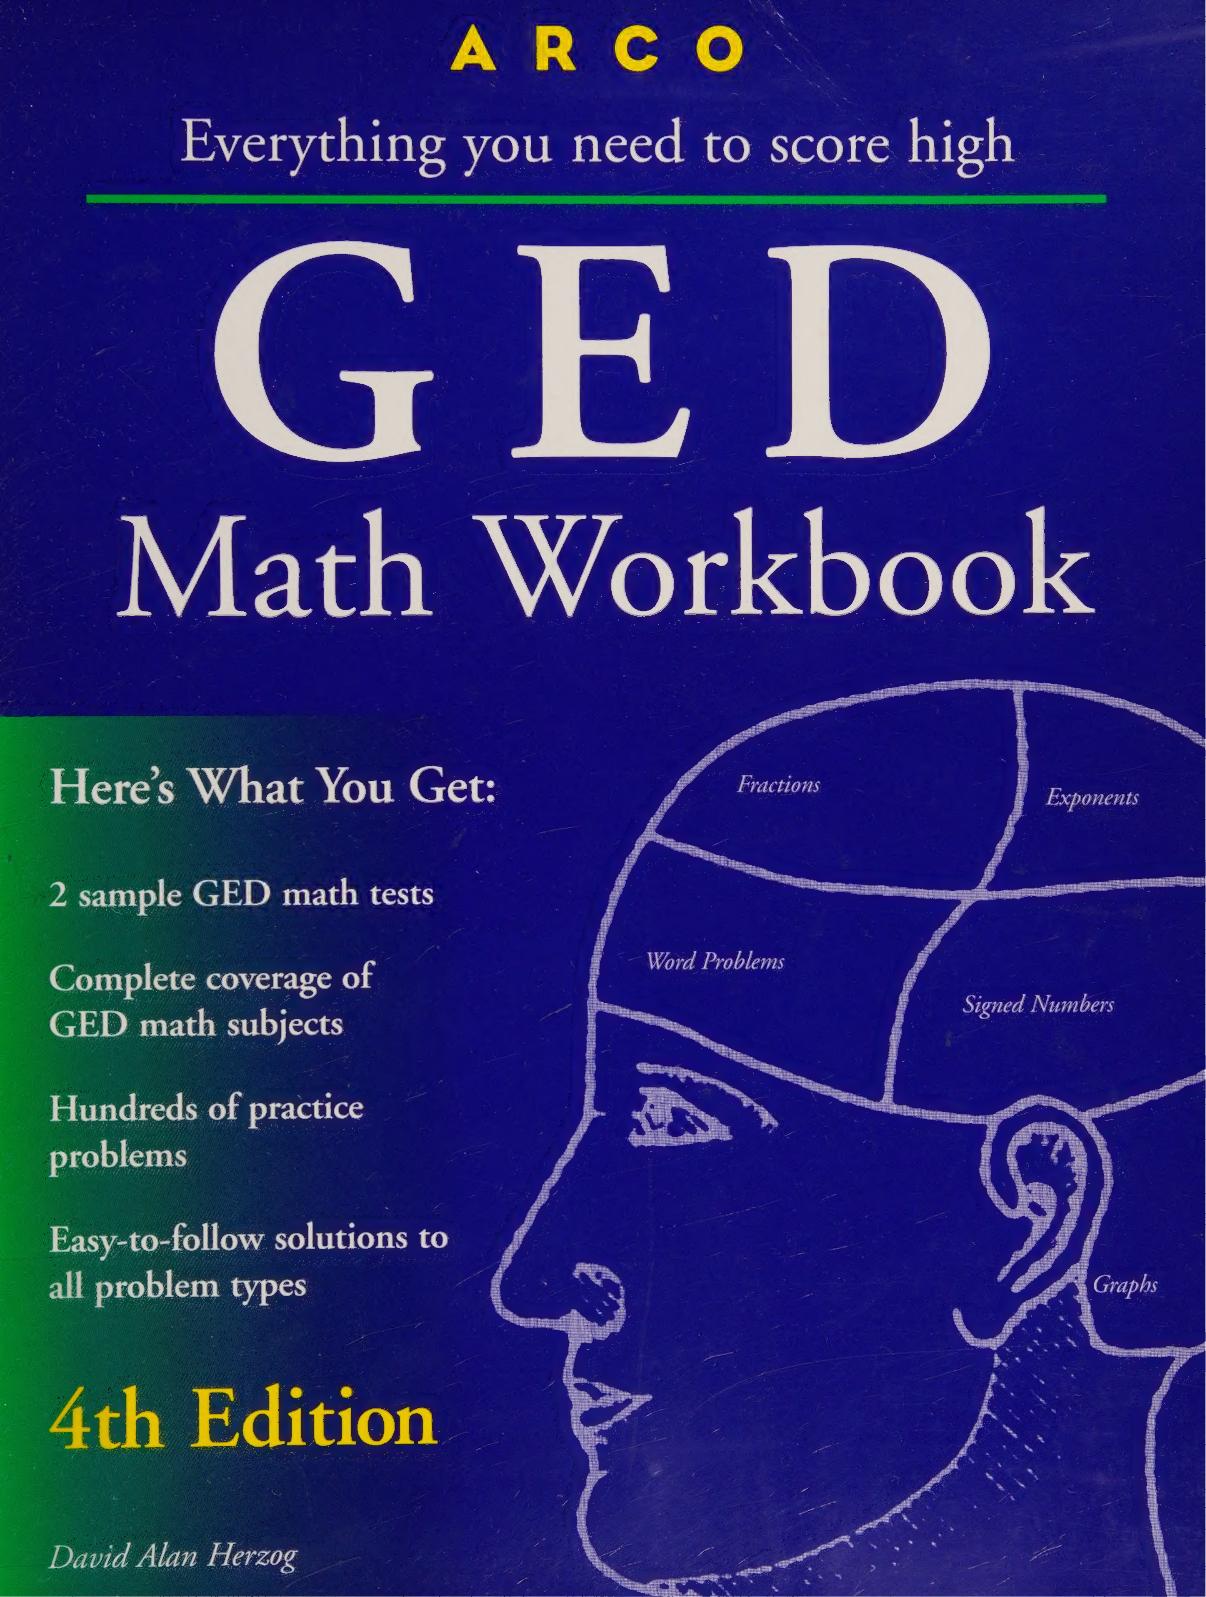 ARCO
Everything you need to score high
GED
Math Workbook
Here's What You Get:
2 sample GED math tests
Complete coverage of
GED math subjects
Hundreds of practice
problems
Easy-to-follow solutions to
all problem types
4th Edition
David Alan Herzog
Fractions
Exponents
Word Problems
Signed Numbers
Graphs